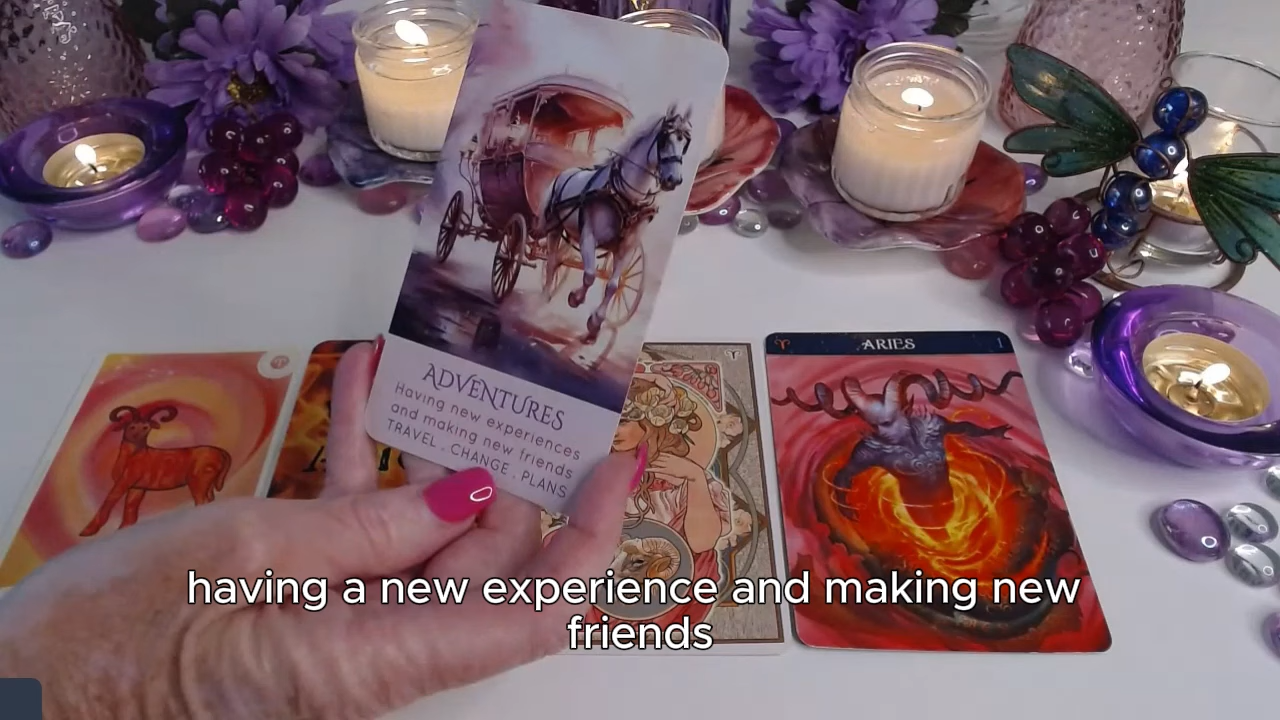 ADVENTURES
Having new experiences
and making new friends
TRAVEL . CHANGE . PLANS
ARIES
1
having a new experience and making new
friends